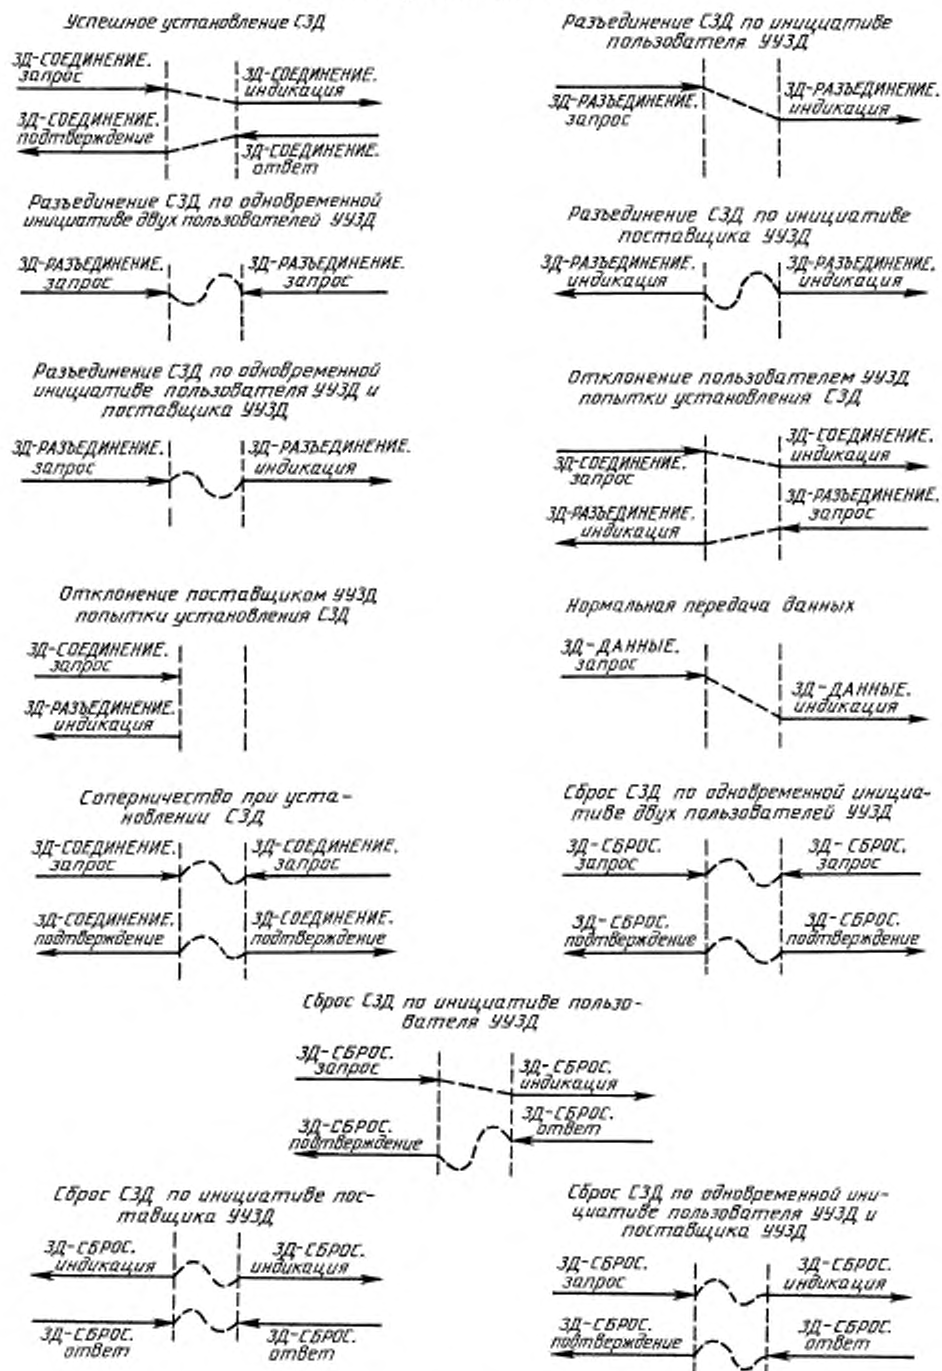 Успешное установление СЗД
ЗД-СОЕДИНЕНИЕ.
запрос
ЗД-СОЕДИНЕНИЕ.
индикация
ЗД-СОЕДИНЕНИЕ.
подтверждение
ЗД-СОЕДИНЕНИЕ.
ответ
Разъединение СЗД по инициативе
пользователя УУЗД
ЗД-РАЗЪЕДИНЕНИЕ.
запрос
ЗД-РАЗЪЕДИНЕНИЕ.
индикация
Разъединение СЗД по одновременной
инициативе двух пользователей УУЗД
ЗД-РАЗЪЕДИНЕНИЕ.
запрос
ЗД-РАЗЪЕДИНЕНИЕ.
запрос
Разъединение СЗД по инициативе
поставщика УУЗД
ЗД-РАЗЪЕДИНЕНИЕ.
индикация
ЗД-РАЗЪЕДИНЕНИЕ.
индикация
Разъединение СЗД по одновременной
инициативе пользователя УУЗД и
поставщика УУЗД
ЗД-РАЗЪЕДИНЕНИЕ.
запрос
ЗД-РАЗЪЕДИНЕНИЕ.
индикация
Отклонение пользователем УУЗД
попытки установления СЗД
ЗД-СОЕДИНЕНИЕ.
запрос
ЗД-СОЕДИНЕНИЕ.
индикация
ЗД-РАЗЪЕДИНЕНИЕ.
индикация
ЗД-РАЗЪЕДИНЕНИЕ.
запрос
Отклонение поставщиком УУЗД
попытки установления СЗД
ЗД-СОЕДИНЕНИЕ.
запрос
ЗД-РАЗЪЕДИНЕНИЕ.
индикация
Нормальная передача данных
ЗД-ДАННЫЕ.
запрос
ЗД-ДАННЫЕ.
индикация
Соперничество при уста-
новлении СЗД
ЗД-СОЕДИНЕНИЕ.
запрос
ЗД-СОЕДИНЕНИЕ.
запрос
ЗД-СОЕДИНЕНИЕ.
подтверждение
ЗД-СОЕДИНЕНИЕ.
подтверждение
Сброс СЗД по одновременной инициа-
тиве двух пользователей УУЗД
ЗД-СБРОС.
запрос
ЗД-СБРОС.
запрос
ЗД-СБРОС.
подтверждение
ЗД-СБРОС.
подтверждение
Сброс СЗД по инициативе пользо-
вателя УУЗД
ЗД-СБРОС.
запрос
ЗД-СБРОС.
индикация
ЗД-СБРОС.
подтверждение
ЗД-СБРОС.
ответ
Сброс СЗД по инициативе пос-
тавщика УУЗД
ЗД-СБРОС.
индикация
ЗД-СБРОС.
индикация
ЗД-СБРОС.
ответ
ЗД-СБРОС.
ответ
Сброс СЗД по одновременной ини-
циативе пользователя УУЗД и
поставщика УУЗД
ЗД-СБРОС.
запрос
ЗД-СБРОС.
индикация
ЗД-СБРОС.
подтверждение
ЗД-СБРОС.
ответ